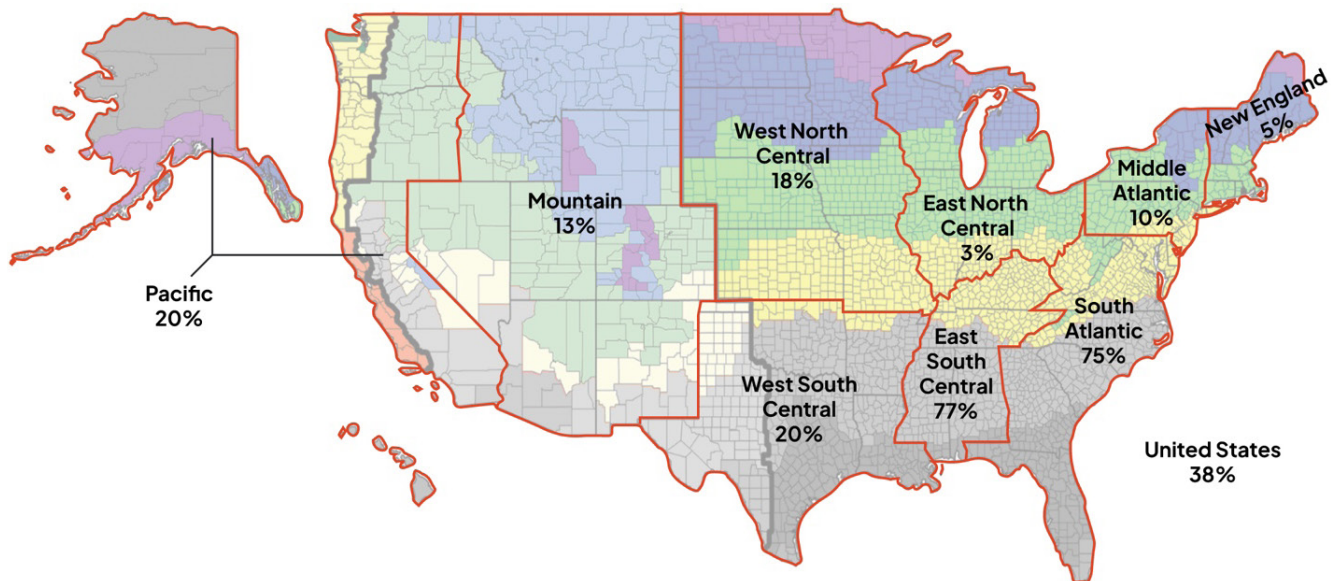 West North
Central
18%
New England
5%
Middle
Atlantic
10%
Mountain
13%
East North
Central
3%
Pacific
20%
South
Atlantic
75%
East
South
Central
77%
West South
Central
20%
United States
38%